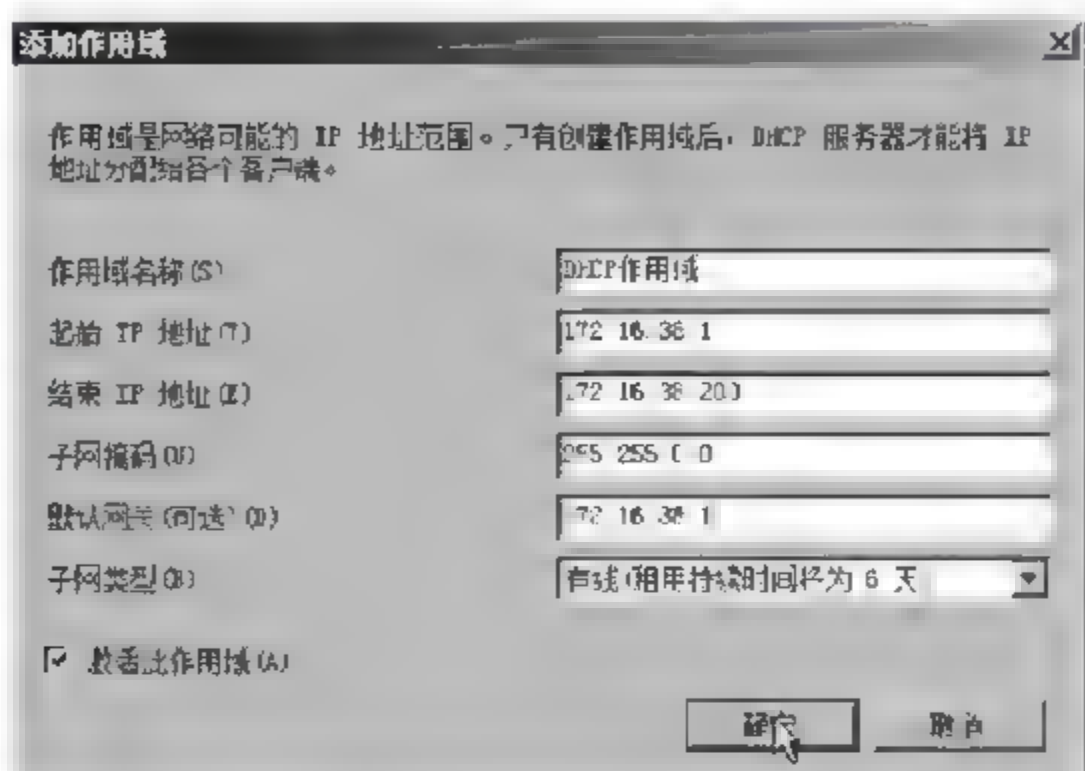 添加作用域
作用域是网络可能的 IP 地址范围。只有创建作用域后，DHCP 服务器才能将 IP
地址分配给各个客户端。
作用域名称(S)
DHCP作用域
起始 IP 地址(T)
172.16.38.1
结束 IP 地址(E)
172.16.38.200
子网掩码(U)
255.255.0.0
默认网关(可选)(D)
172.16.38.1
子网类型(B)
有线(租用持续时间将为 6 天
激活此作用域(A)
确定
取消